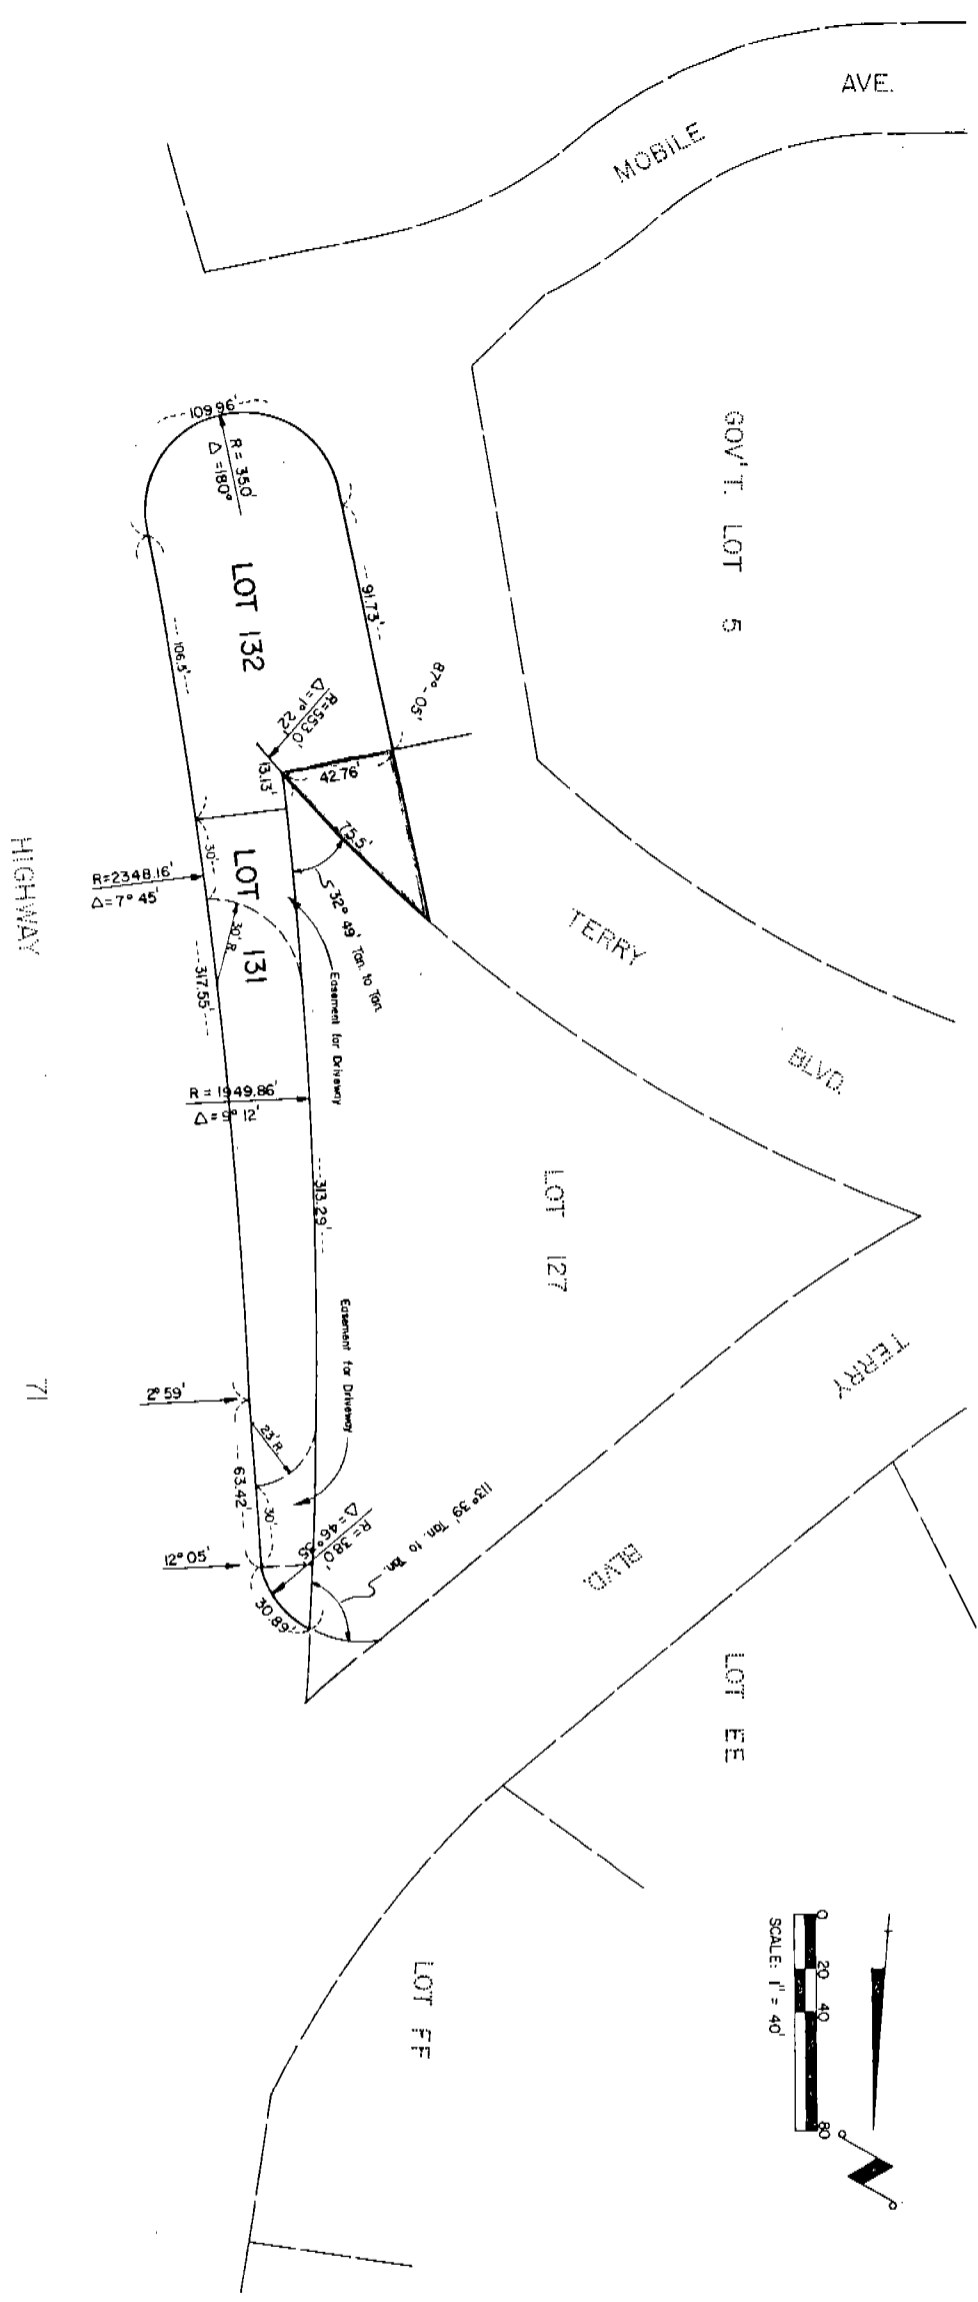 AVE.
MOBILE
GOV'T. LOT 5
109.96'
R = 35.0'
Δ = 180°
LOT 132
91.73'
106.5'
87° - 05'
R=553.0'
Δ=1° 22'
13.13'
42.76'
75.5'
30'
LOT 131
R=2348.16'
Δ=7° 45'
30' R
32° 49' Tan. to Tan.
Easement for Driveway
317.55'
HIGHWAY 71
TERRY BLVD.
R = 1949.86'
Δ = 9° 12'
313.29'
LOT 127
Easement for Driveway
2° 59'
23' R
63.42'
30'
R=38.0'
Δ=46° 35'
12° 05'
30.89'
113° 39' Tan. to Tan.
TERRY BLVD.
LOT EE
LOT FF
0 20 40 80
SCALE: 1" = 40'
N